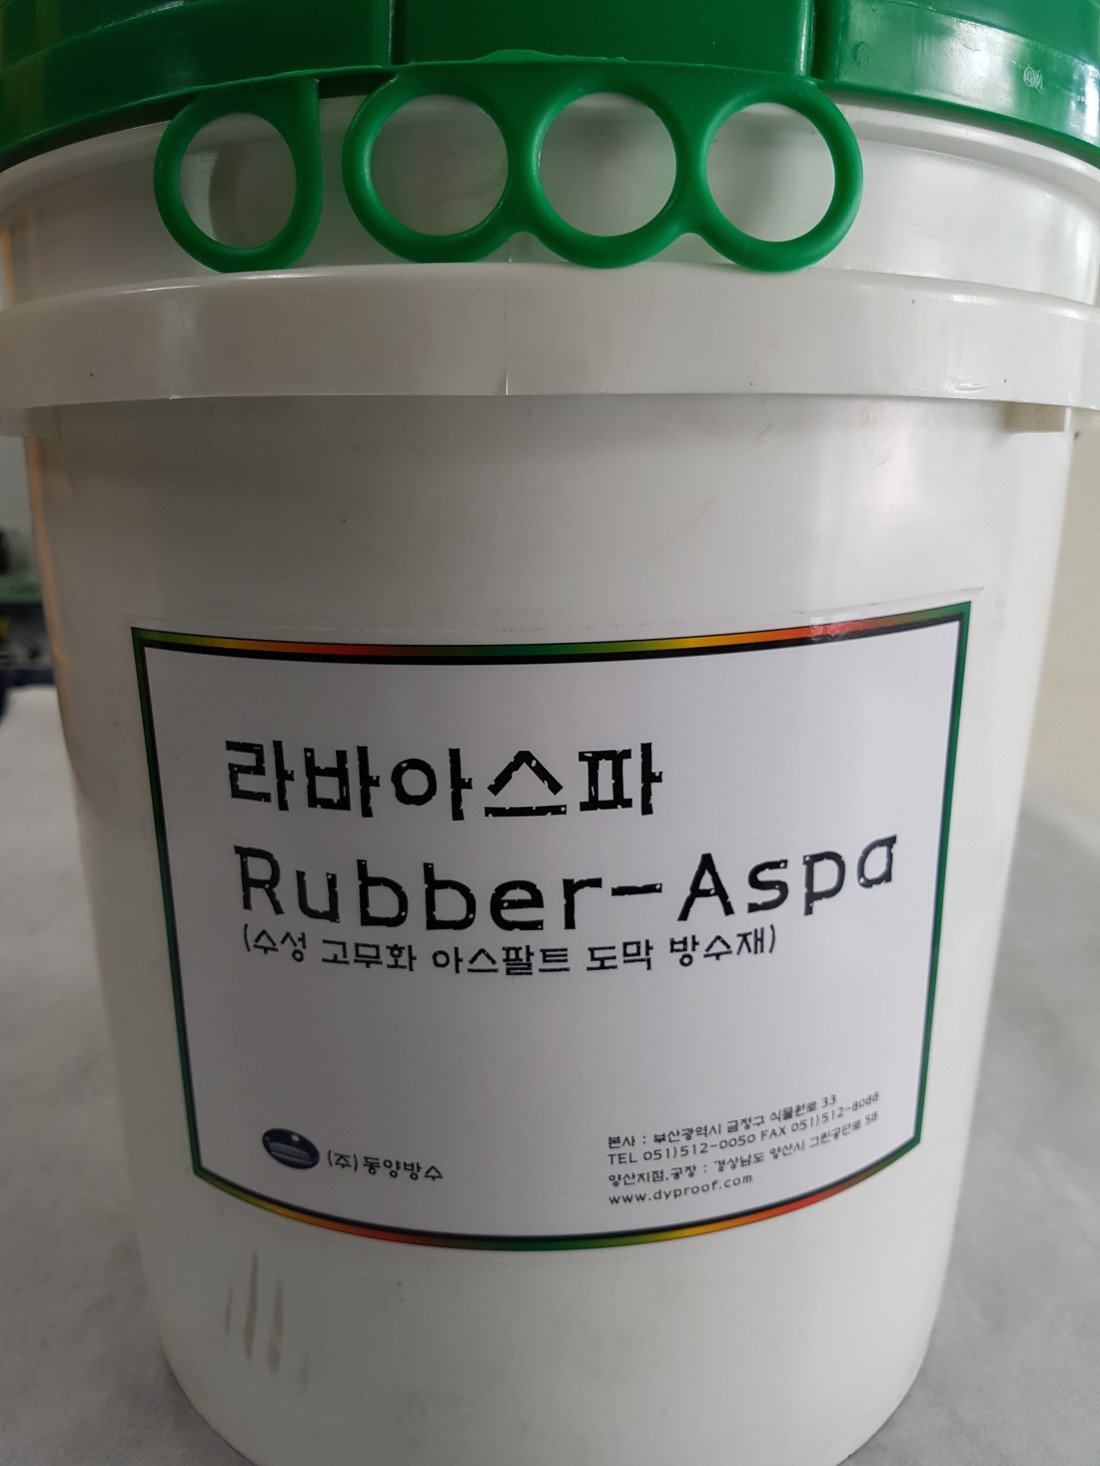 라바아스파
Rubber-Aspa
(수성 고무화 아스팔트 도막 방수재)
(주)동양방수
본사 : 부산광역시 금정구 식물원로 33
TEL 051)512-0050 FAX 051)512-8088
양산지점,공장 : 경상남도 양산시 그린공단로 58
www.dyproof.com